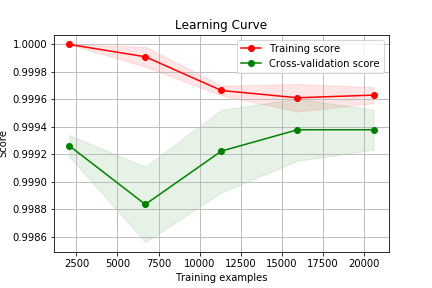 Learning Curve
Training score
Cross-validation score
1.0000
0.9998
0.9996
0.9994
0.9992
0.9990
0.9988
0.9986
Score
2500 5000 7500 10000 12500 15000 17500 20000
Training examples